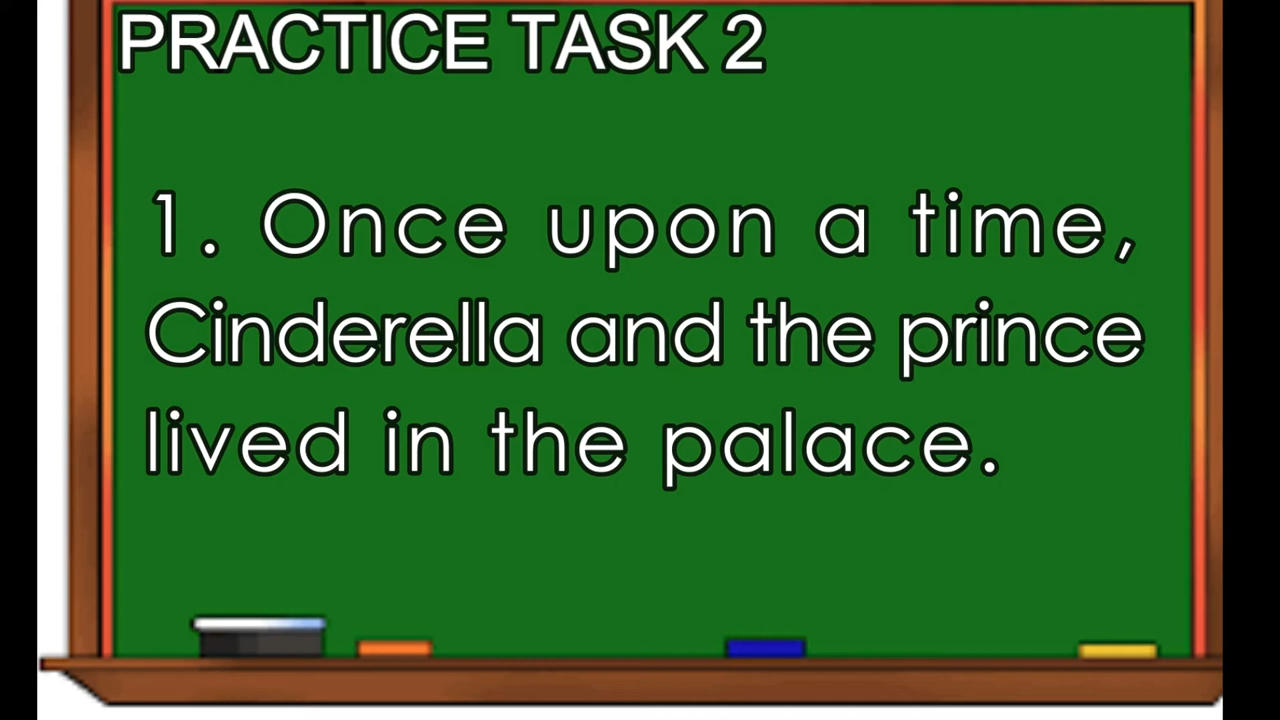 PRACTICE TASK 2
1. Once upon a time,
Cinderella and the prince
lived in the palace.